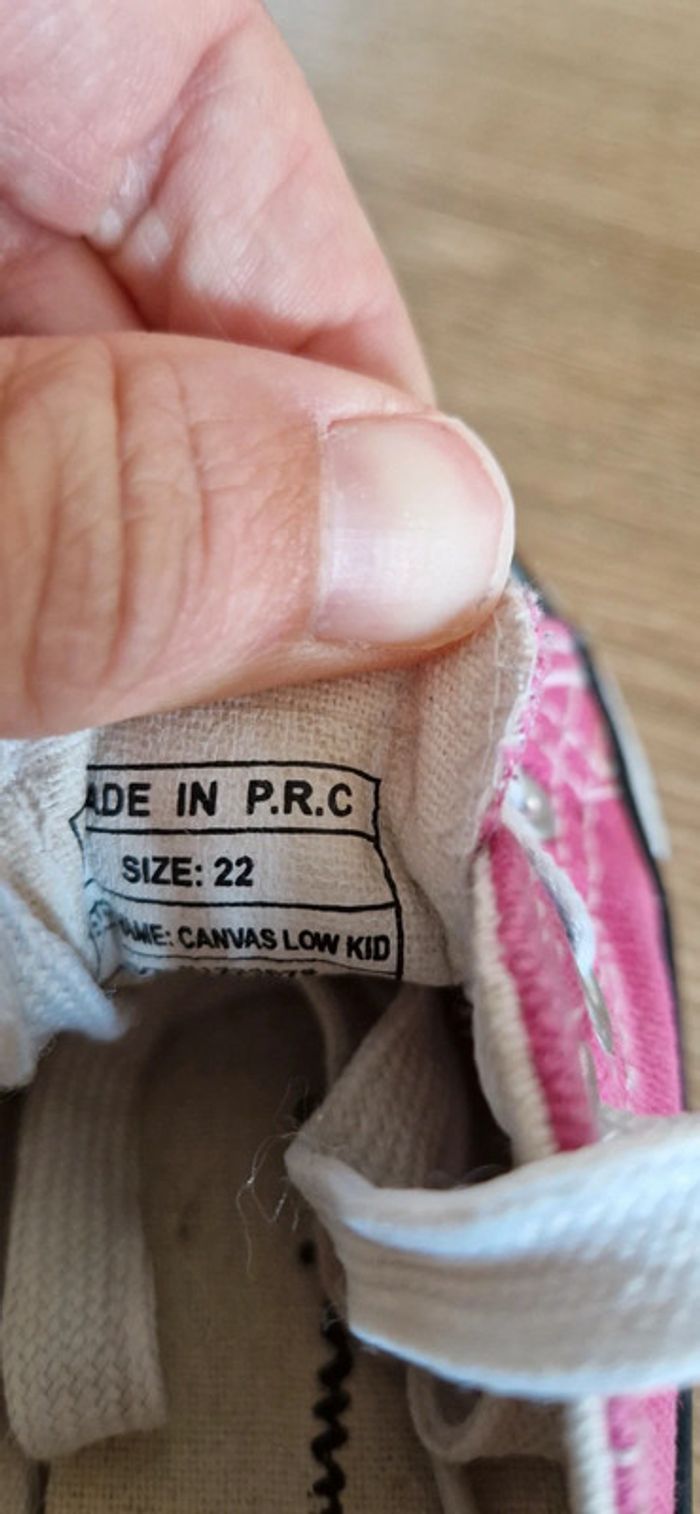 ADE IN P.R.C
SIZE: 22
AME: CANVAS LOW KID